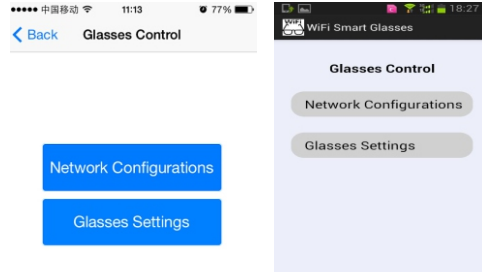 中国移动 11:13 77%
Back Glasses Control
Network Configurations
Glasses Settings
18:27
WiFi WiFi Smart Glasses
Glasses Control
Network Configurations
Glasses Settings